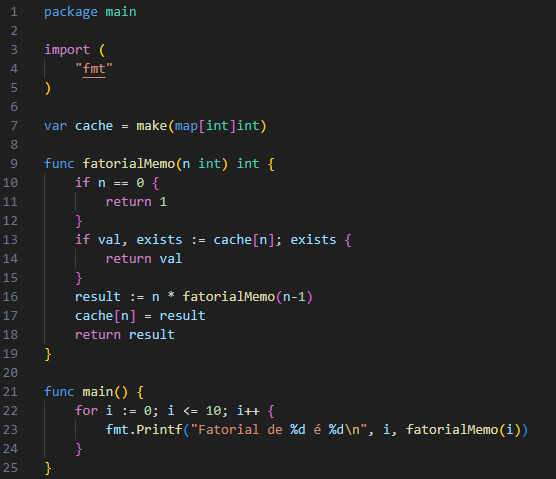 1 package main
2
3 import (
4     "fmt"
5 )
6
7 var cache = make(map[int]int)
8
9 func fatorialMemo(n int) int {
10     if n == 0 {
11         return 1
12     }
13     if val, exists := cache[n]; exists {
14         return val
15     }
16     result := n * fatorialMemo(n-1)
17     cache[n] = result
18     return result
19 }
20
21 func main() {
22     for i := 0; i <= 10; i++ {
23         fmt.Printf("Fatorial de %d é %d\n", i, fatorialMemo(i))
24     }
25 }